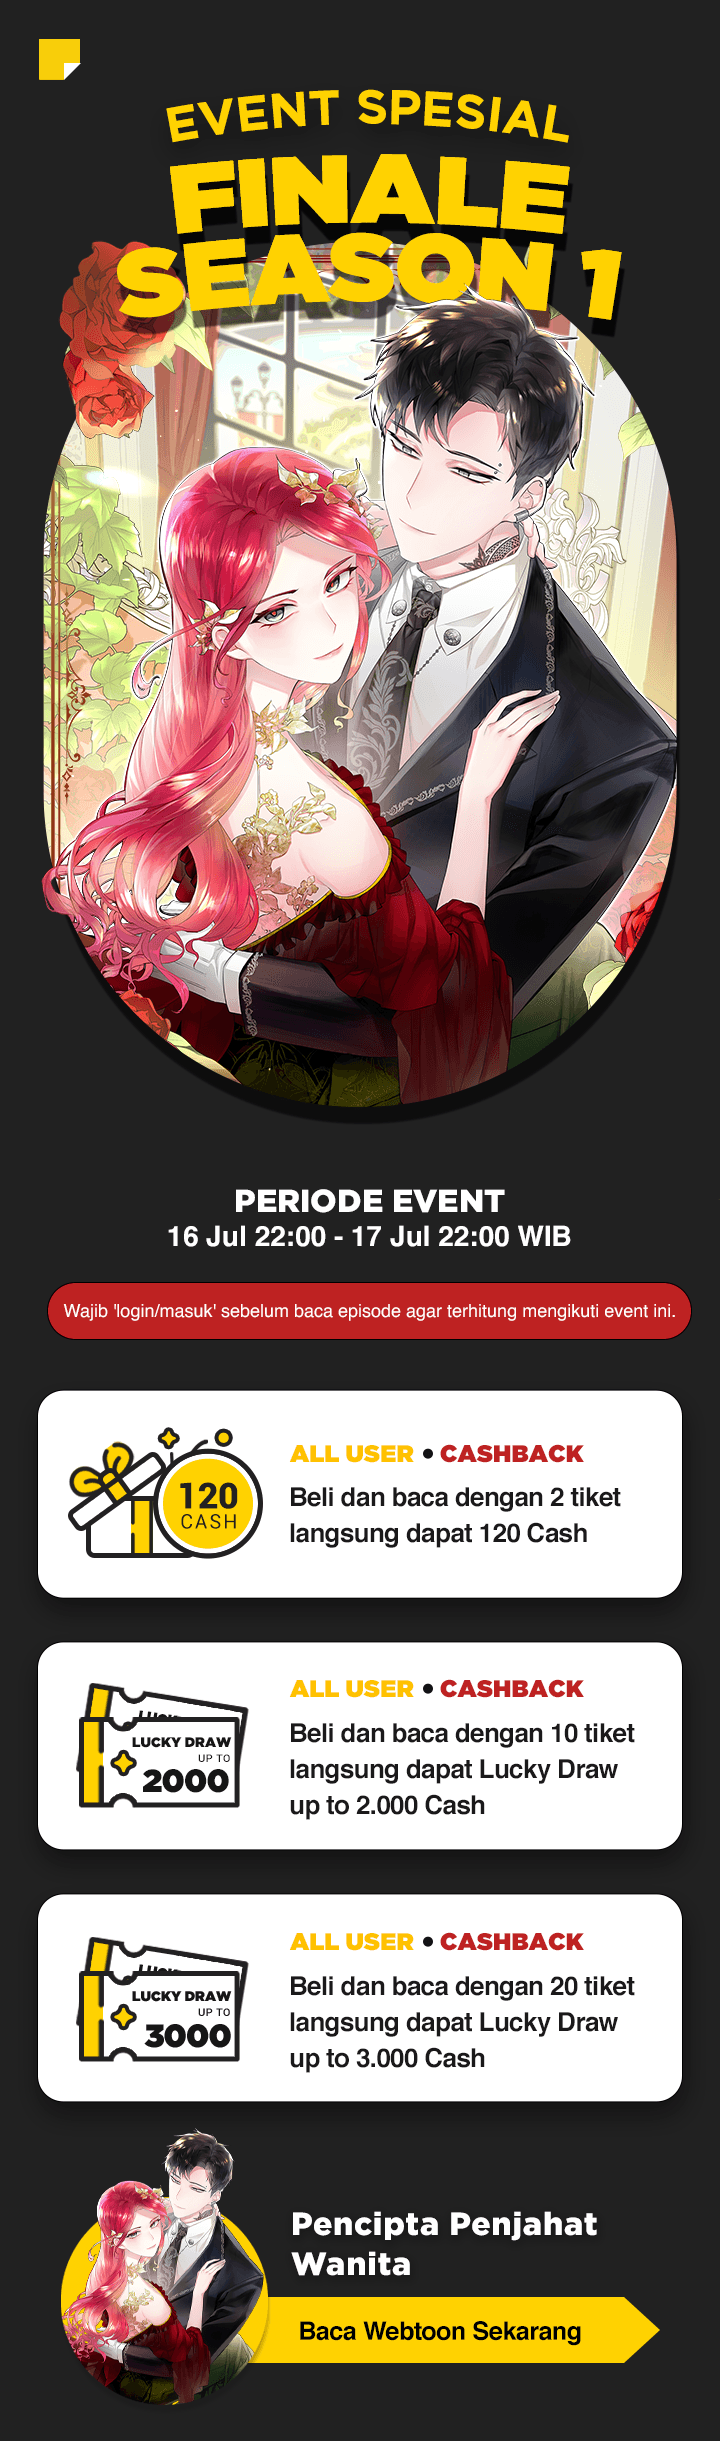 EVENT SPESIAL
FINALE
SEASON 1
PERIODE EVENT
16 Jul 22:00 - 17 Jul 22:00 WIB
Wajib 'login/masuk' sebelum baca episode agar terhitung mengikuti event ini.
120
CASH
ALL USER • CASHBACK
Beli dan baca dengan 2 tiket
langsung dapat 120 Cash
LUCKY DRAW
UP TO
2000
ALL USER • CASHBACK
Beli dan baca dengan 10 tiket
langsung dapat Lucky Draw
up to 2.000 Cash
LUCKY DRAW
UP TO
3000
ALL USER • CASHBACK
Beli dan baca dengan 20 tiket
langsung dapat Lucky Draw
up to 3.000 Cash
Pencipta Penjahat
Wanita
Baca Webtoon Sekarang